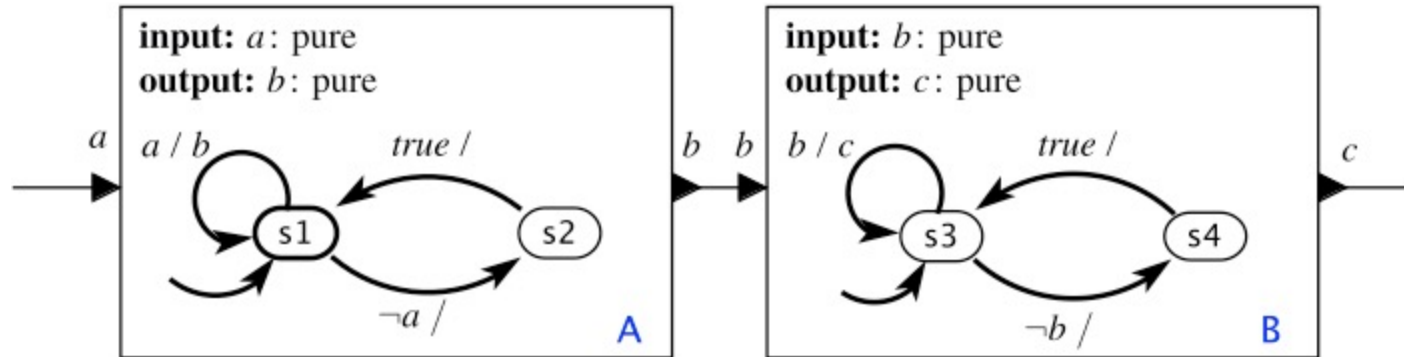 input: a: pure
output: b: pure
a
a / b
true /
s1
s2
¬a /
A
b
b
input: b: pure
output: c: pure
b / c
true /
s3
s4
¬b /
B
c